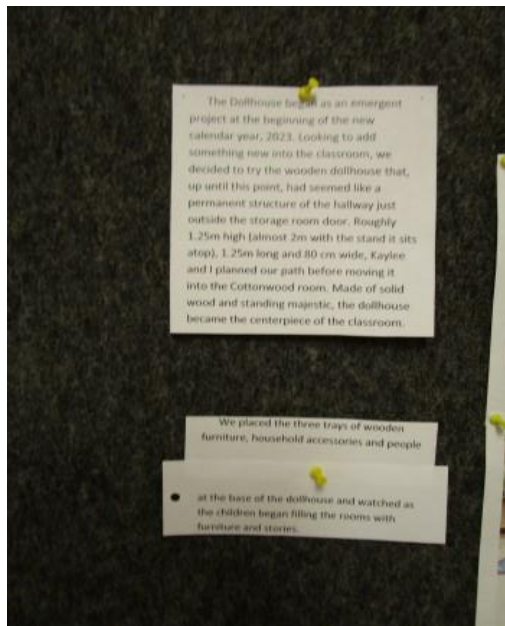 The Dollhouse began as an emergent
project at the beginning of the new
calendar year, 2023. Looking to add
something new into the classroom, we
decided to try the wooden dollhouse that,
up until this point, had seemed like a
permanent structure of the hallway just
outside the storage room door. Roughly
1.25m high (almost 2m with the stand it sits
atop), 1.25m long and 80 cm wide, Kaylee
and I planned our path before moving it
into the Cottonwood room. Made of solid
wood and standing majestic, the dollhouse
became the centerpiece of the classroom.
We placed the three trays of wooden
furniture, household accessories and people
at the base of the dollhouse and watched as
the children began filling the rooms with
furniture and stories.